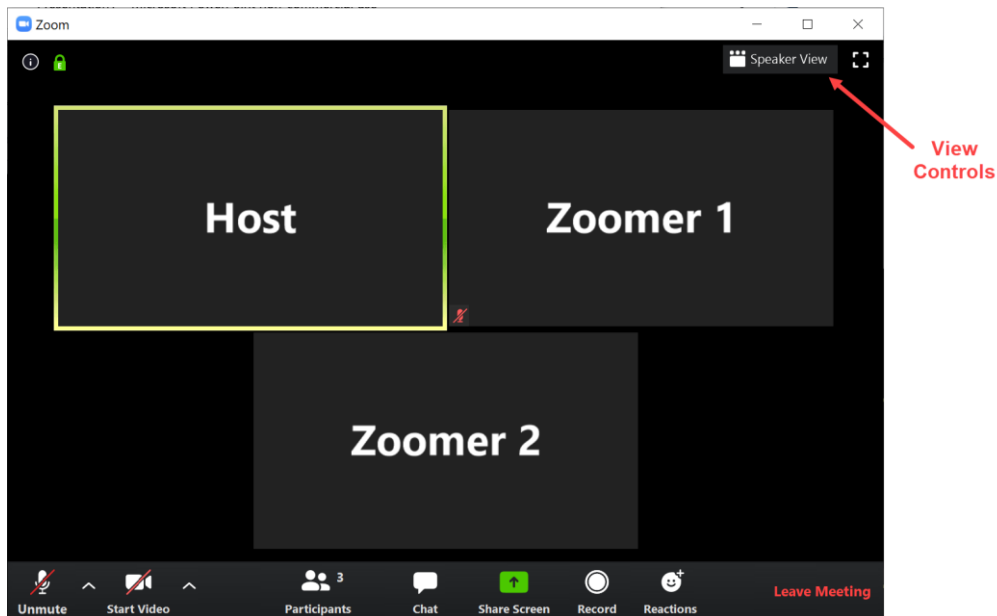 Zoom
Speaker View
View
Controls
Host
Zoomer 1
Zoomer 2
3
Unmute
Start Video
Participants
Chat
Share Screen
Record
Reactions
Leave Meeting